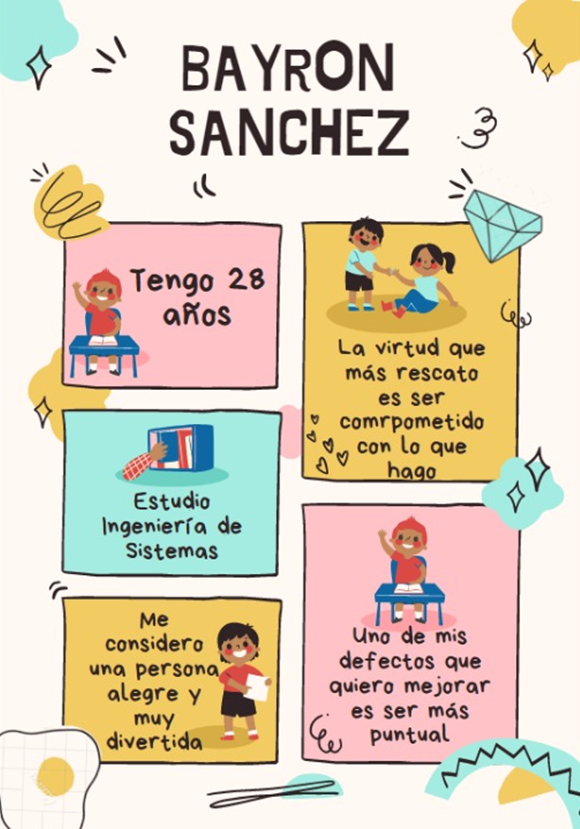 BAYRON
SANCHEZ
Tengo 28
años
La virtud que
más rescato
es ser
comrpometido
con lo que
hago
Estudio
Ingeniería de
Sistemas
Uno de mis
defectos que
quiero mejorar
es ser más
puntual
Me
considero
una persona
alegre y
muy
divertida